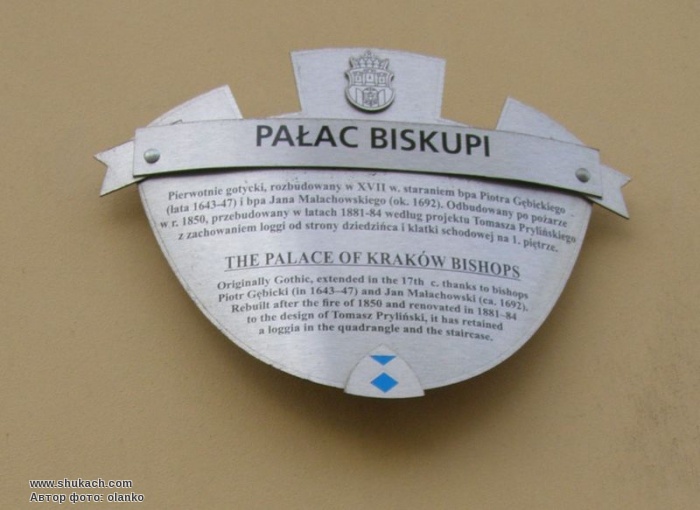 PAŁAC BISKUPI
Pierwotnie gotycki, rozbudowany w XVII w. staraniem bpa Piotra Gębickiego
(lata 1643-47) i bpa Jana Małachowskiego (ok. 1692). Odbudowany po pożarze
w r. 1850, przebudowany w latach 1881-84 według projektu Tomasza Prylińskiego
z zachowaniem loggi od strony dziedzińca i klatki schodowej na 1. piętrze.
THE PALACE OF KRAKÓW BISHOPS
Originally Gothic, extended in the 17th c. thanks to bishops
Piotr Gębicki (in 1643–47) and Jan Małachowski (ca. 1692).
Rebuilt after the fire of 1850 and renovated in 1881–84
to the design of Tomasz Pryliński, it has retained
a loggia in the quadrangle and the staircase.
www.shukach.com
Автор фото: olanko